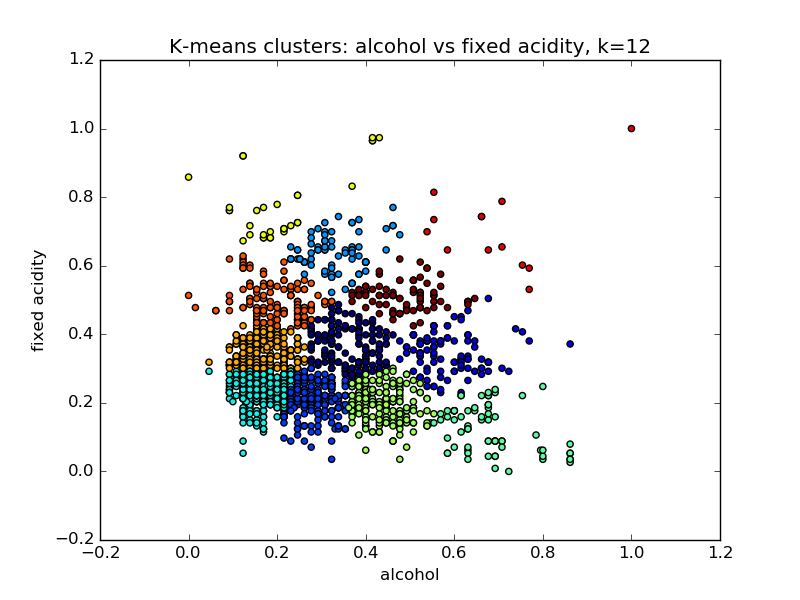 K-means clusters: alcohol vs fixed acidity, k=12
1.2
1.0
0.8
0.6
0.4
0.2
0.0
−0.2
fixed acidity
−0.2 0.0 0.2 0.4 0.6 0.8 1.0 1.2
alcohol